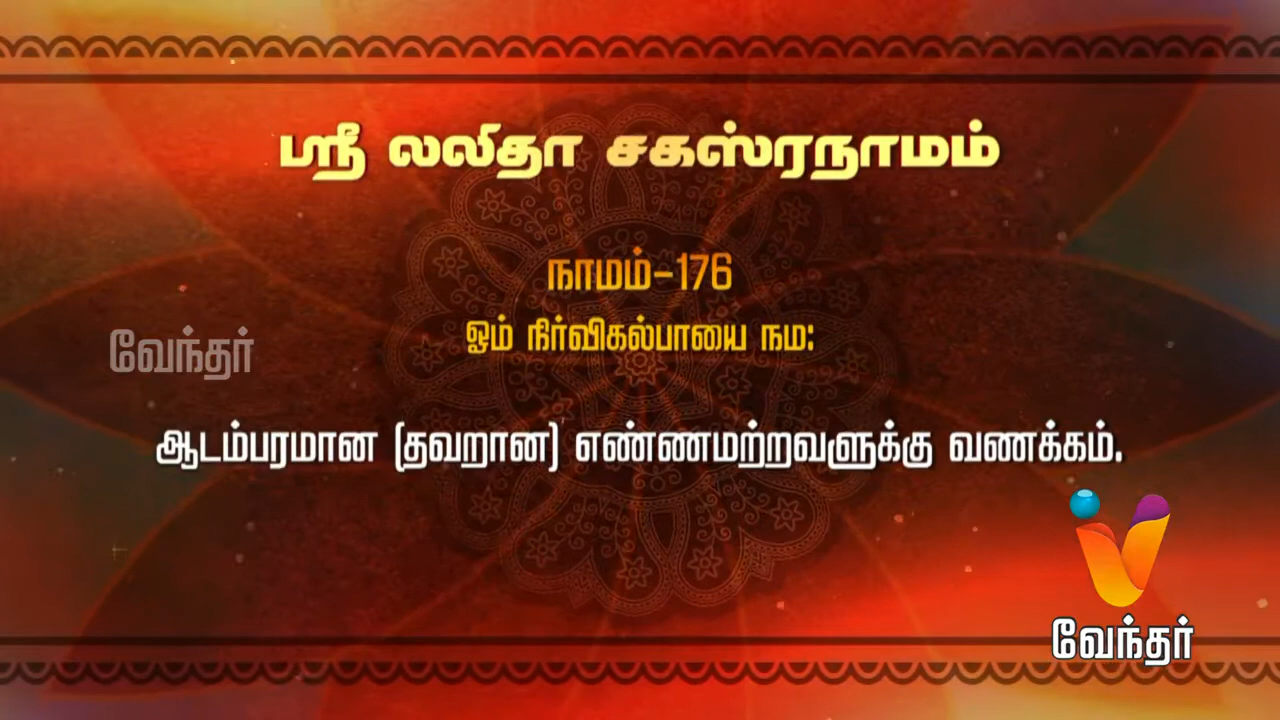 ஸ்ரீ லலிதா சகஸ்ரநாமம்
நாமம்-176
ஓம் நிர்விகல்பாயை நம:
வேந்தர்
ஆடம்பரமான (தவறான) எண்ணமற்றவளுக்கு வணக்கம்.
வேந்தர்